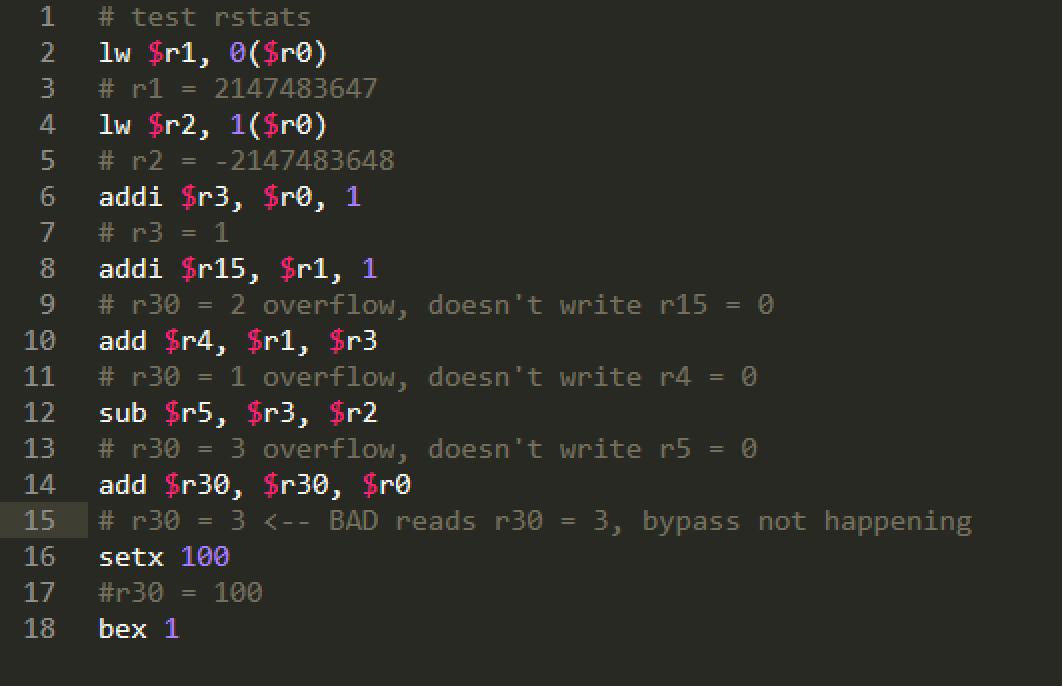 1 # test rstats
2 lw $r1, 0($r0)
3 # r1 = 2147483647
4 lw $r2, 1($r0)
5 # r2 = -2147483648
6 addi $r3, $r0, 1
7 # r3 = 1
8 addi $r15, $r1, 1
9 # r30 = 2 overflow, doesn't write r15 = 0
10 add $r4, $r1, $r3
11 # r30 = 1 overflow, doesn't write r4 = 0
12 sub $r5, $r3, $r2
13 # r30 = 3 overflow, doesn't write r5 = 0
14 add $r30, $r30, $r0
15 # r30 = 3 <-- BAD reads r30 = 3, bypass not happening
16 setx 100
17 #r30 = 100
18 bex 1